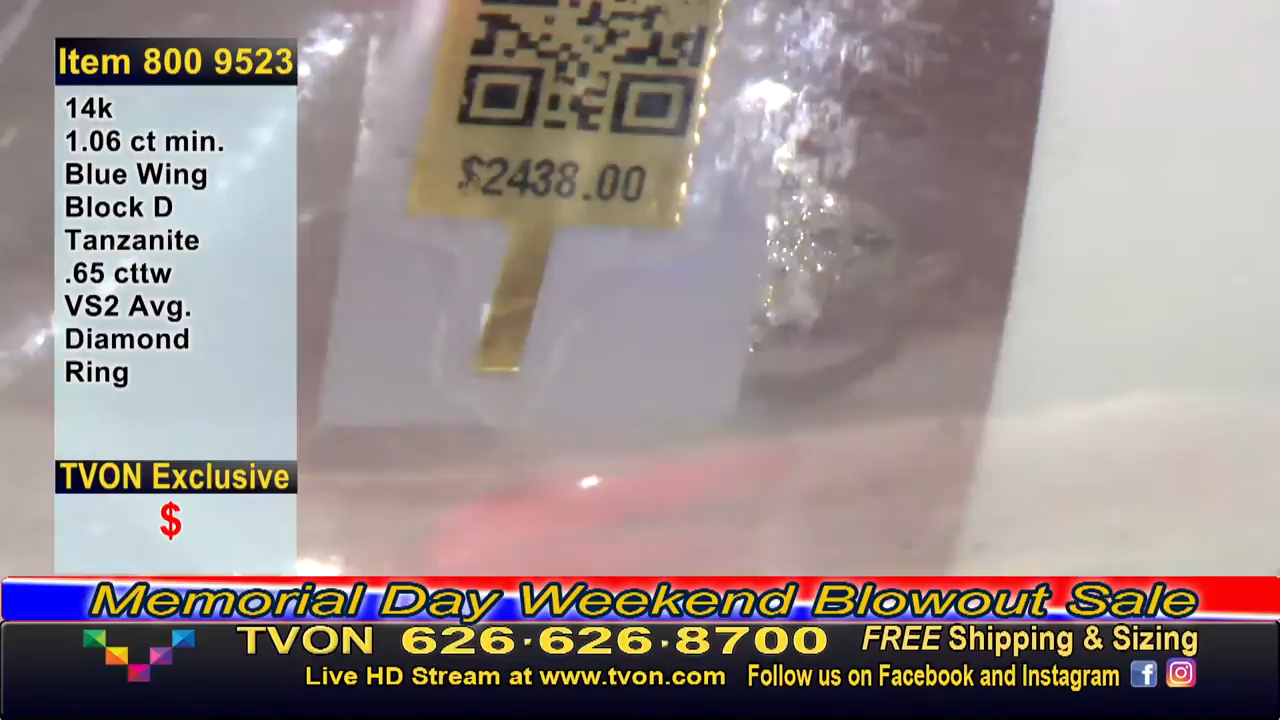 Item 800 9523
14k
1.06 ct min.
Blue Wing
Block D
Tanzanite
.65 cttw
VS2 Avg.
Diamond
Ring
TVON Exclusive
$
$2438.00
Memorial Day Weekend Blowout Sale
TVON 626·626·8700 FREE Shipping & Sizing
Live HD Stream at www.tvon.com Follow us on Facebook and Instagram